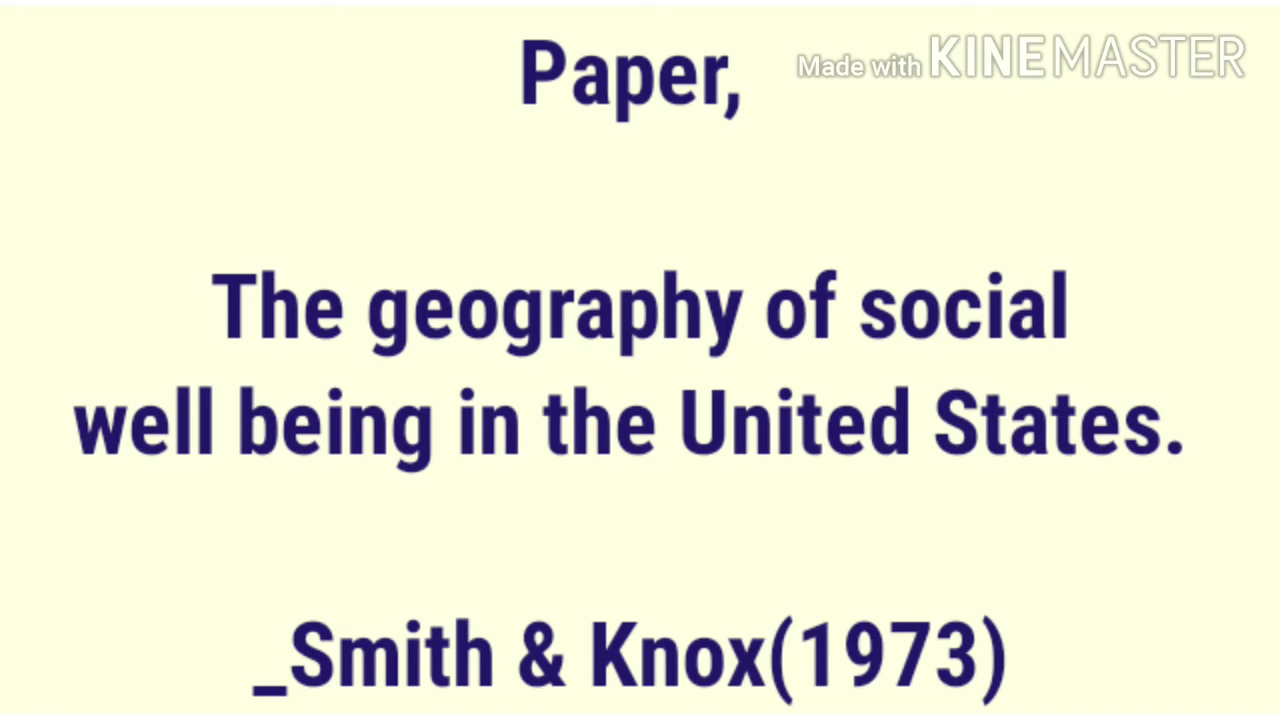 Paper,
Made with KINEMASTER
The geography of social
well being in the United States.
_Smith & Knox(1973)